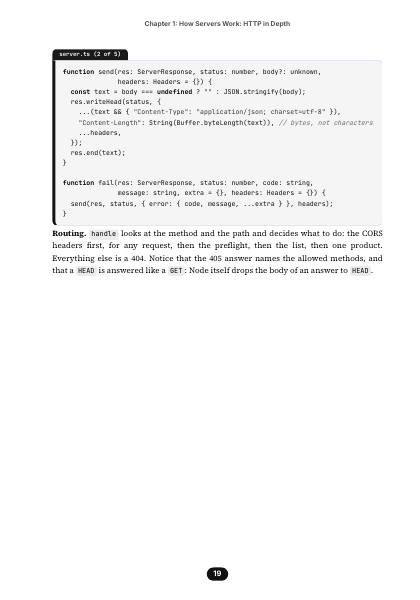 Chapter 1: How Servers Work: HTTP in Depth
server.ts (2 of 5)
function send(res: ServerResponse, status: number, body?: unknown,
              headers: Headers = {}) {
  const text = body === undefined ? "" : JSON.stringify(body);
  res.writeHead(status, {
    ...(text && { "Content-Type": "application/json; charset=utf-8" }),
    "Content-Length": String(Buffer.byteLength(text)), // bytes, not characters
    ...headers,
  });
  res.end(text);
}
function fail(res: ServerResponse, status: number, code: string,
              message: string, extra = {}, headers: Headers = {}) {
  send(res, status, { error: { code, message, ...extra } }, headers);
}
Routing. handle looks at the method and the path and decides what to do: the CORS
headers first, for any request, then the preflight, then the list, then one product.
Everything else is a 404. Notice that the 405 answer names the allowed methods, and
that a HEAD is answered like a GET: Node itself drops the body of an answer to HEAD.
19